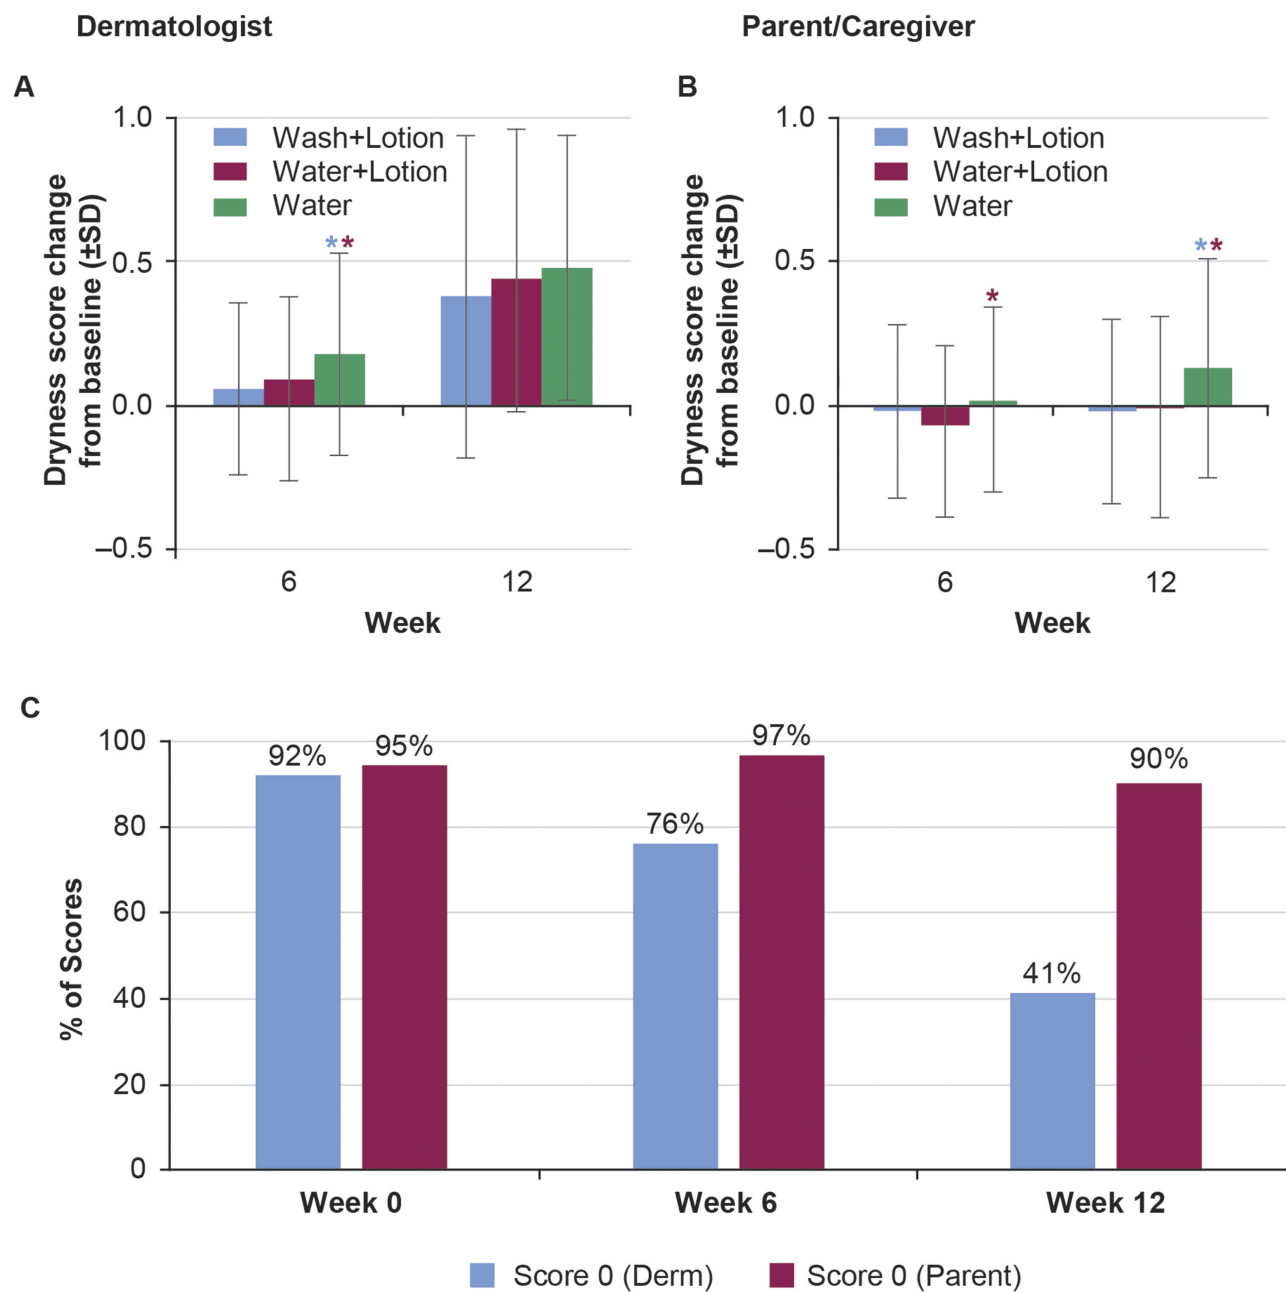 Dermatologist
Parent/Caregiver
A
1.0
0.5
0.0
–0.5
Dryness score change
from baseline (±SD)
Wash+Lotion
Water+Lotion
Water
**
6
12
Week
B
1.0
0.5
0.0
–0.5
Dryness score change
from baseline (±SD)
Wash+Lotion
Water+Lotion
Water
*
**
6
12
Week
C
100
80
60
40
20
0
% of Scores
92%
95%
76%
97%
41%
90%
Week 0
Week 6
Week 12
Score 0 (Derm)
Score 0 (Parent)